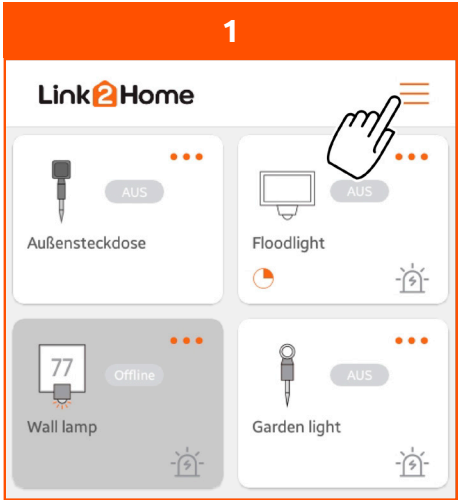 1
Link2Home
AUS
Außensteckdose
AUS
Floodlight
77
Offline
Wall lamp
AUS
Garden light